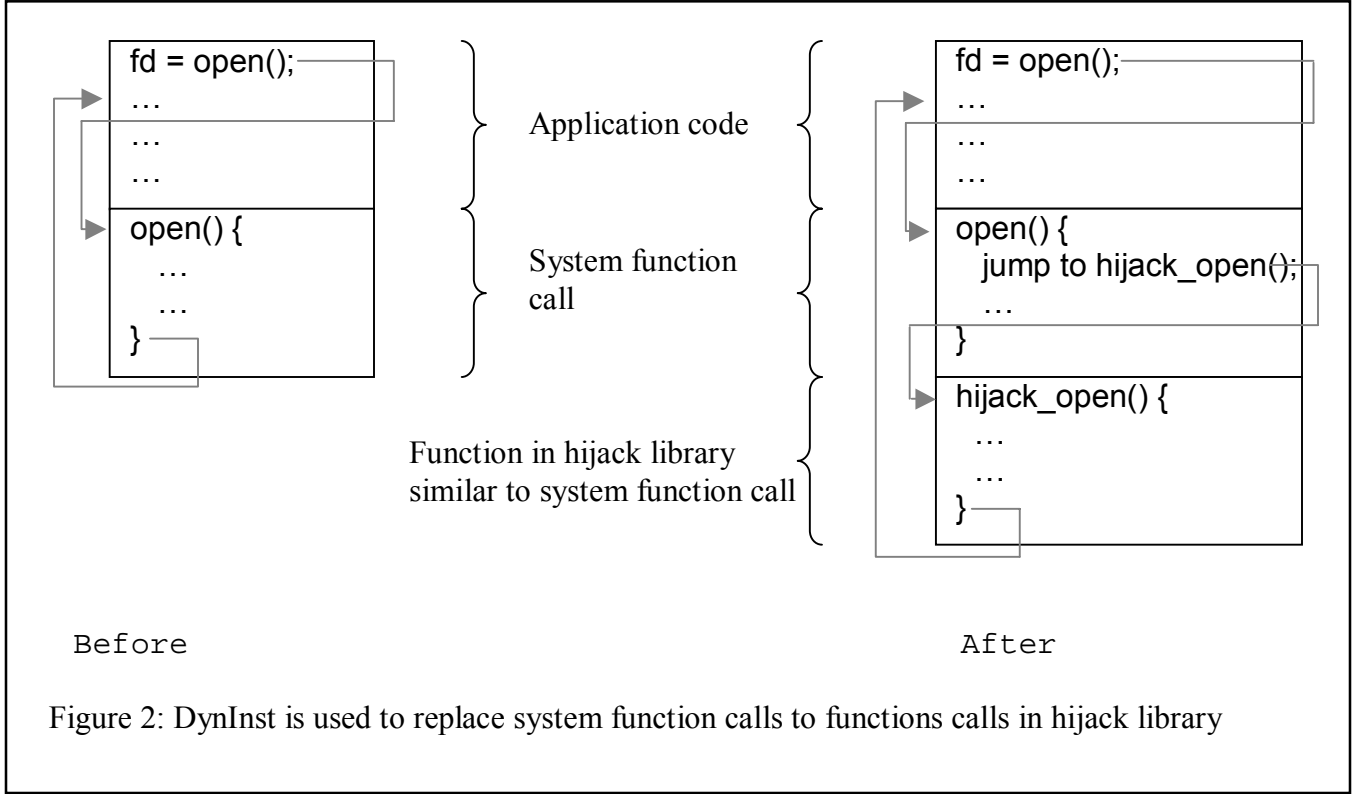 fd = open();
…
…
…
open() {
…
…
}
Application code
System function
call
Function in hijack library
similar to system function call
fd = open();
…
…
…
open() {
jump to hijack_open();
…
}
hijack_open() {
…
…
}
Before
After
Figure 2: DynInst is used to replace system function calls to functions calls in hijack library